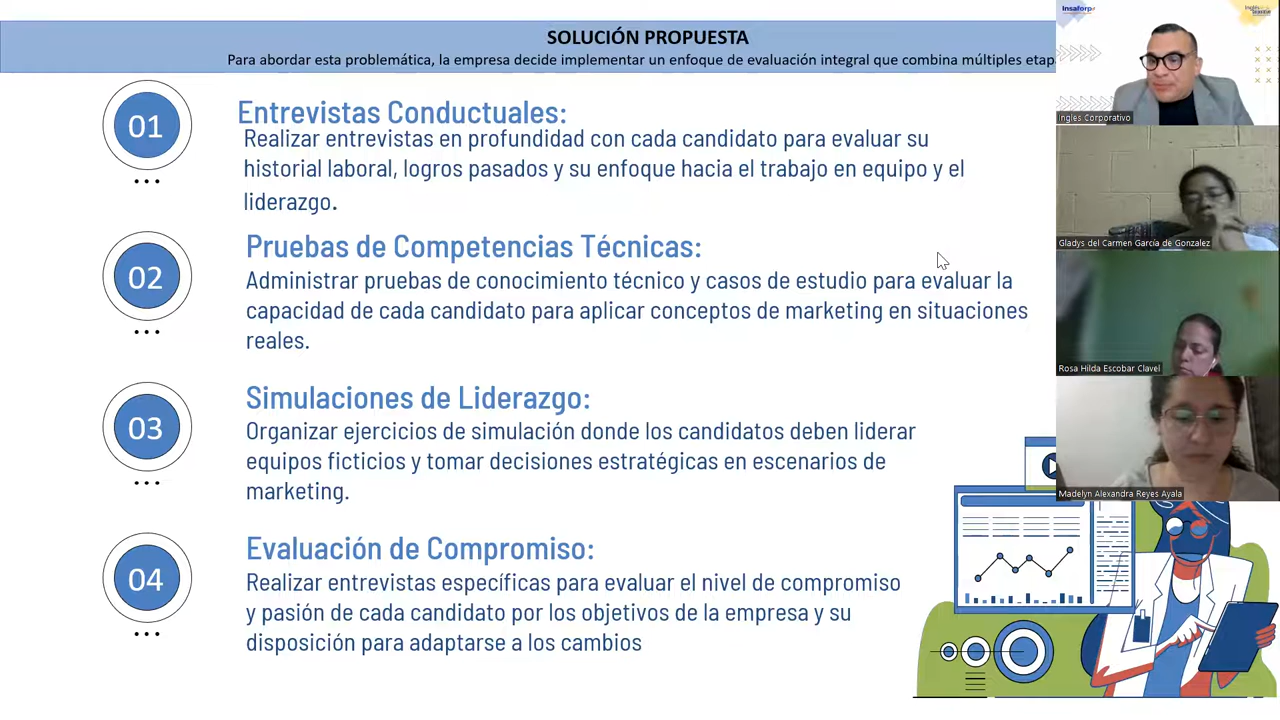 SOLUCIÓN PROPUESTA
Para abordar esta problemática, la empresa decide implementar un enfoque de evaluación integral que combina múltiples etap
01
Entrevistas Conductuales:
Realizar entrevistas en profundidad con cada candidato para evaluar su
historial laboral, logros pasados y su enfoque hacia el trabajo en equipo y el
liderazgo.
02
Pruebas de Competencias Técnicas:
Administrar pruebas de conocimiento técnico y casos de estudio para evaluar la
capacidad de cada candidato para aplicar conceptos de marketing en situaciones
reales.
03
Simulaciones de Liderazgo:
Organizar ejercicios de simulación donde los candidatos deben liderar
equipos ficticios y tomar decisiones estratégicas en escenarios de
marketing.
04
Evaluación de Compromiso:
Realizar entrevistas específicas para evaluar el nivel de compromiso
y pasión de cada candidato por los objetivos de la empresa y su
disposición para adaptarse a los cambios
Insaforp
Ingles Corporativo
Gladys del Carmen García de Gonzalez
Rosa Hilda Escobar Clavel
Madelyn Alexandra Reyes Ayala